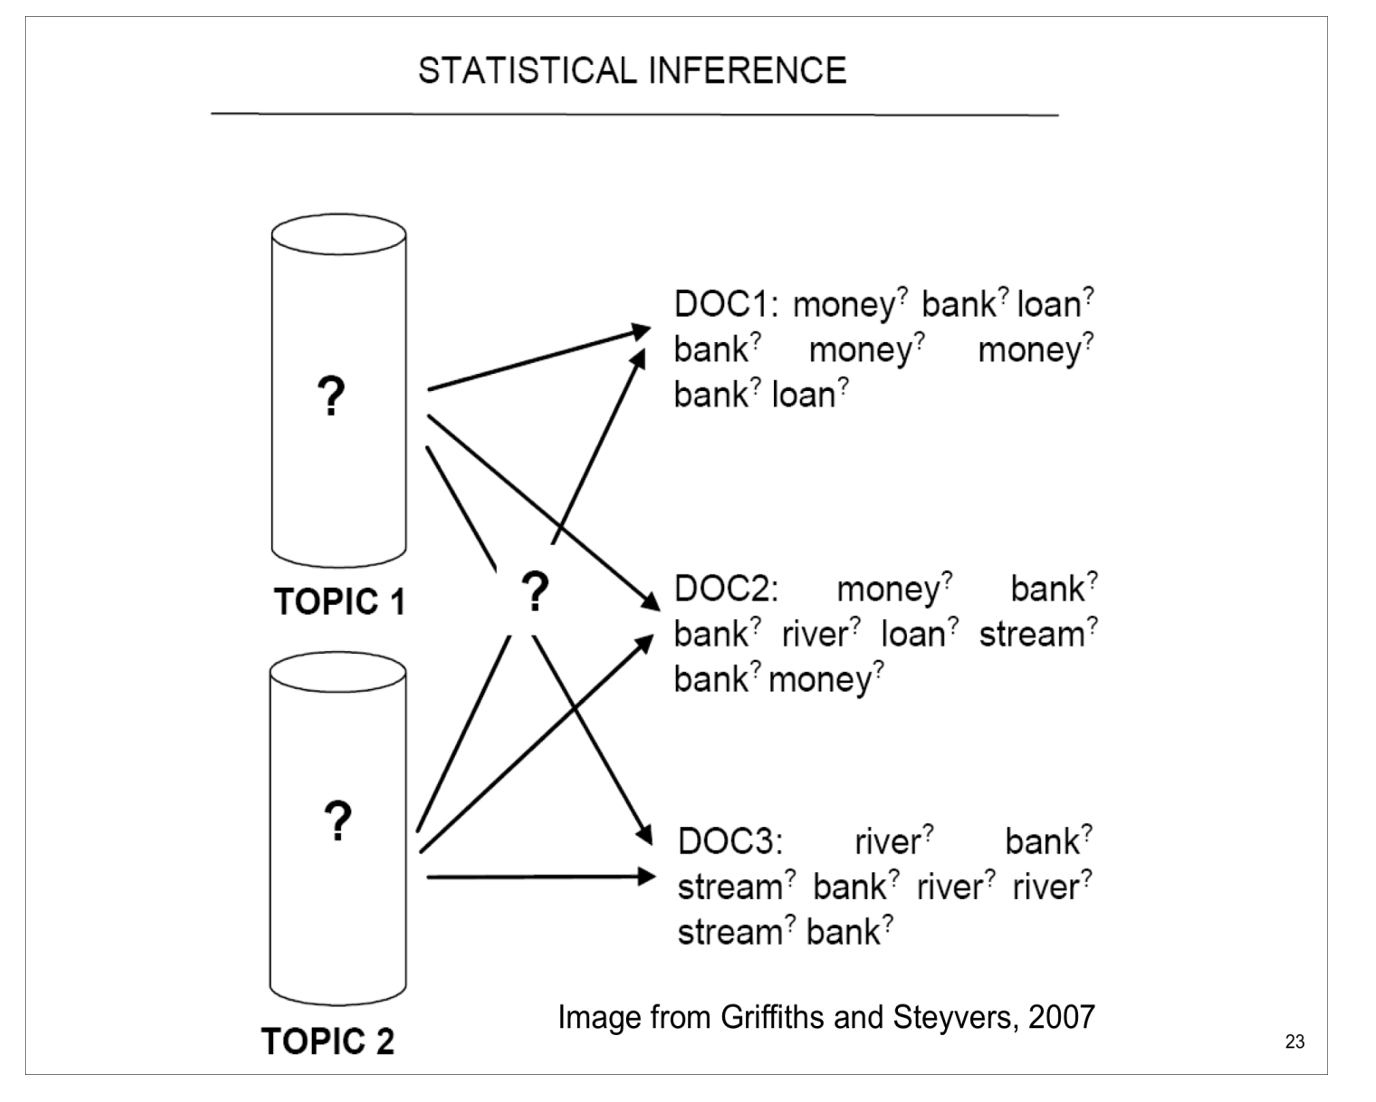 STATISTICAL INFERENCE
?
TOPIC 1
?
TOPIC 2
?
DOC1: money? bank? loan?
bank? money? money?
bank? loan?
DOC2: money? bank?
bank? river? loan? stream?
bank? money?
DOC3: river? bank?
stream? bank? river? river?
stream? bank?
Image from Griffiths and Steyvers, 2007
23